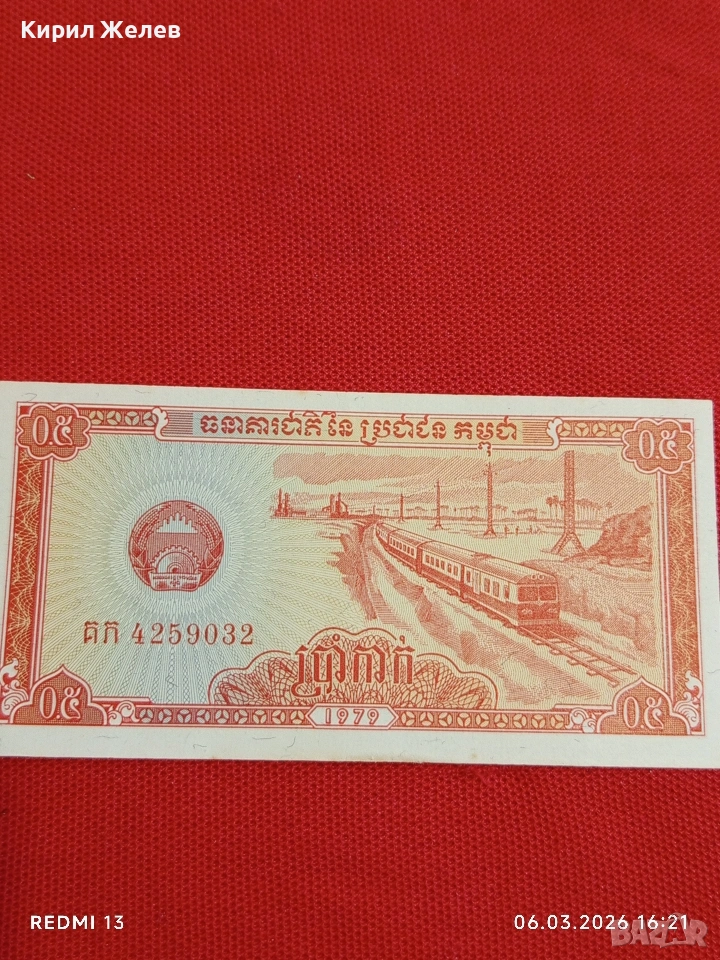 Кирил Желев
ធនាគារជាតិនៃ ប្រជាជន កម្ពុជា
០.៥ ០.៥
គភ 4259032
ប្រាំកាក់
០.៥ 1979 ០.៥
REDMI 13 06.03.2026 16:21
BAZAR